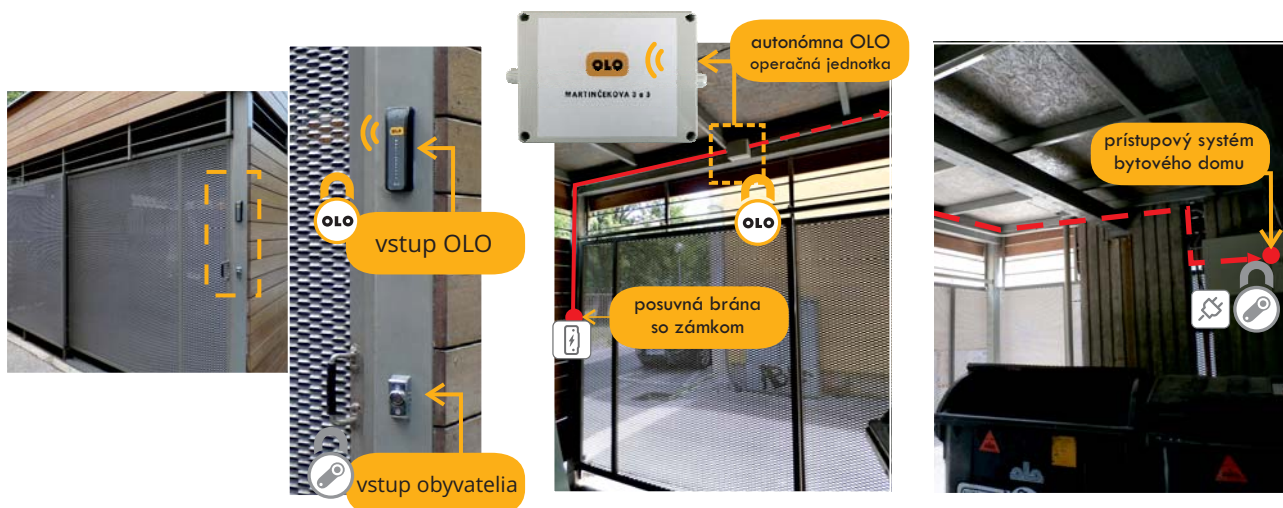 OLO
MARTINČEKOVA 3 a 3
autonómna OLO
operačná jednotka
OLO
OLO
vstup OLO
vstup obyvatelia
OLO
posuvná brána
so zámkom
prístupový systém
bytového domu